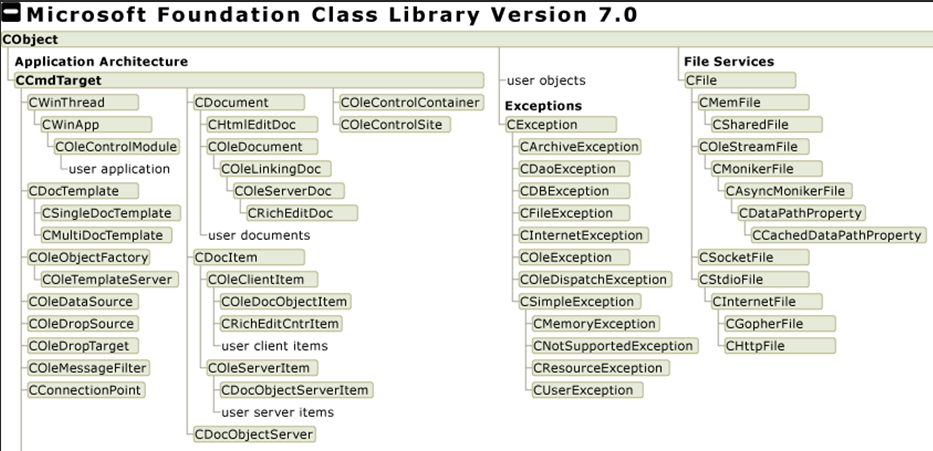 Microsoft Foundation Class Library Version 7.0
CObject
Application Architecture
CCmdTarget
CWinThread
CWinApp
COleControlModule
user application
CDocTemplate
CSingleDocTemplate
CMultiDocTemplate
COleObjectFactory
COleTemplateServer
COleDataSource
COleDropSource
COleDropTarget
COleMessageFilter
CConnectionPoint
CDocument
CHtmlEditDoc
COleDocument
COleLinkingDoc
COleServerDoc
CRichEditDoc
user documents
CDocItem
COleClientItem
COleDocObjectItem
CRichEditCntrItem
user client items
COleServerItem
CDocObjectServerItem
user server items
CDocObjectServer
COleControlContainer
COleControlSite
user objects
Exceptions
CException
CArchiveException
CDaoException
CDBException
CFileException
CInternetException
COleException
COleDispatchException
CSimpleException
CMemoryException
CNotSupportedException
CResourceException
CUserException
File Services
CFile
CMemFile
CSharedFile
COleStreamFile
CMonikerFile
CAsyncMonikerFile
CDataPathProperty
CCachedDataPathProperty
CSocketFile
CStdioFile
CInternetFile
CGopherFile
CHttpFile